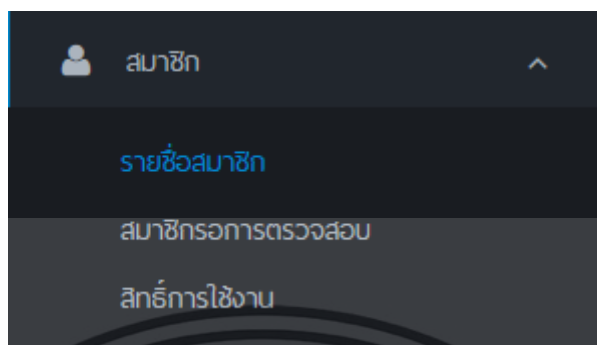 สมาชิก
รายชื่อสมาชิก
สมาชิกรอการตรวจสอบ
สิทธิ์การใช้งาน